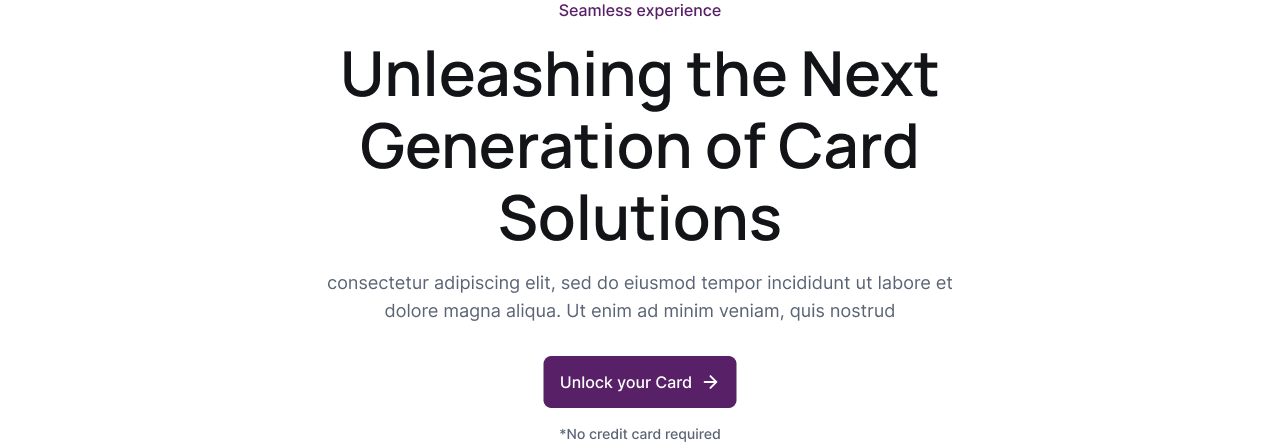 Seamless experience
Unleashing the Next
Generation of Card
Solutions
consectetur adipiscing elit, sed do eiusmod tempor incididunt ut labore et
dolore magna aliqua. Ut enim ad minim veniam, quis nostrud
Unlock your Card →
*No credit card required